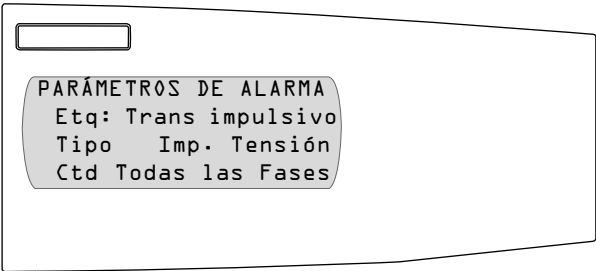 PARÁMETROS DE ALARMA
Etq: Trans impulsivo
Tipo Imp. Tensión
Ctd Todas las Fases